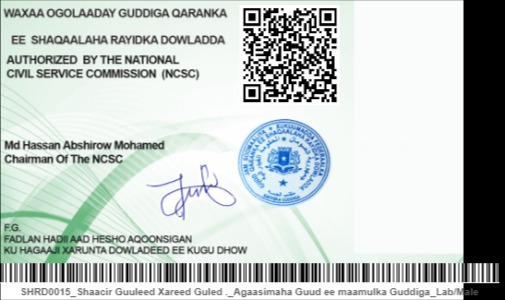 WAXAA OGOLAADAY GUDDIGA QARANKA
EE SHAQAALAHA RAYIDKA DOWLADDA
AUTHORIZED BY THE NATIONAL
CIVIL SERVICE COMMISSION (NCSC)
Md Hassan Abshirow Mohamed
Chairman Of The NCSC
F.G.
FADLAN HADII AAD HESHO AQOONSIGAN
KU HAGAAJI XARUNTA DOWLADEED EE KUGU DHOW
SHRD0015_Shaacir Guuleed Xareed Guled ._Agaasimaha Guud ee maamulka Guddiga_Lab/Male